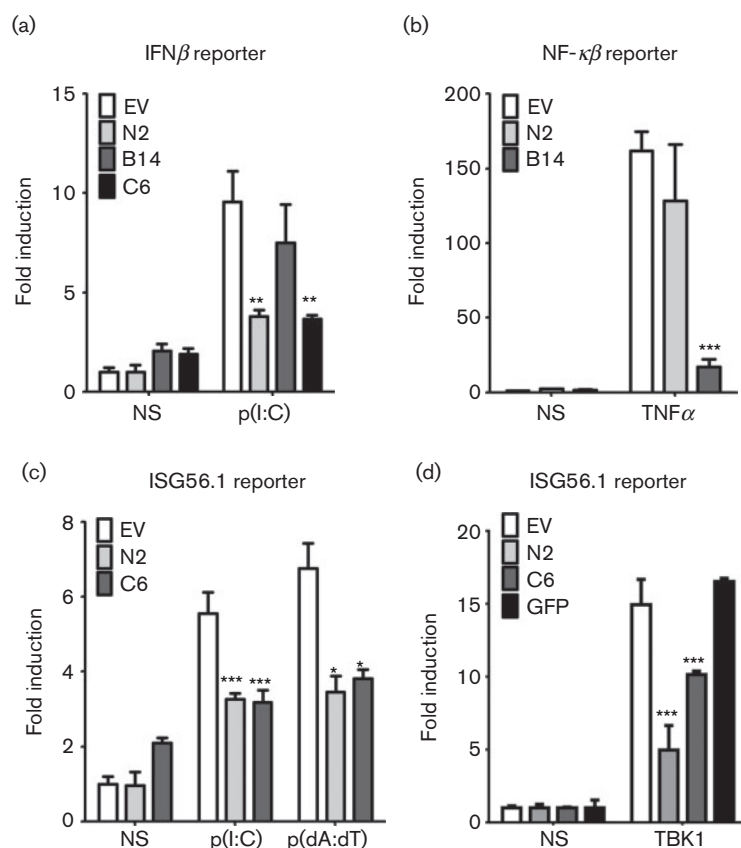 (a)
IFNβ reporter
Fold induction
15
10
5
0
EV
N2
B14
C6
**
**
NS
p(I:C)
(b)
NF-κβ reporter
Fold induction
200
150
100
50
0
EV
N2
B14
***
NS
TNFα
(c)
ISG56.1 reporter
Fold induction
8
6
4
2
0
EV
N2
C6
***
***
*
*
NS
p(I:C)
p(dA:dT)
(d)
ISG56.1 reporter
Fold induction
20
15
10
5
0
EV
N2
C6
GFP
***
***
NS
TBK1